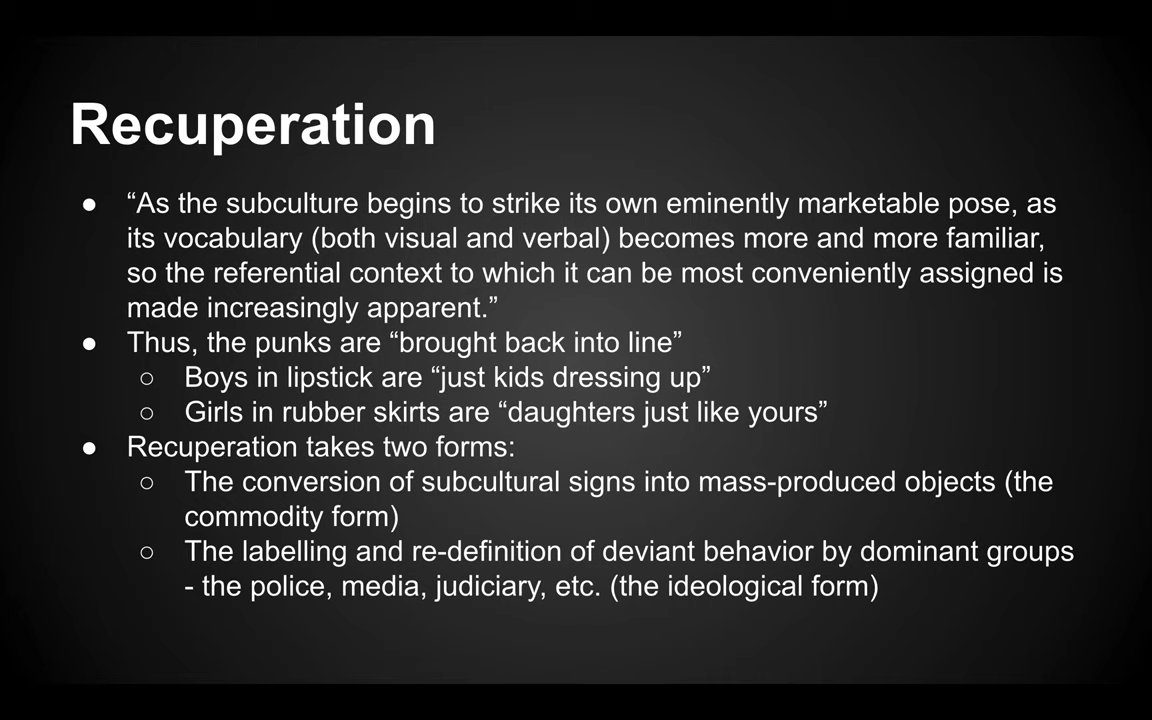 Recuperation
● “As the subculture begins to strike its own eminently marketable pose, as
its vocabulary (both visual and verbal) becomes more and more familiar,
so the referential context to which it can be most conveniently assigned is
made increasingly apparent.”
● Thus, the punks are “brought back into line”
○ Boys in lipstick are “just kids dressing up”
○ Girls in rubber skirts are “daughters just like yours”
● Recuperation takes two forms:
○ The conversion of subcultural signs into mass-produced objects (the
commodity form)
○ The labelling and re-definition of deviant behavior by dominant groups
- the police, media, judiciary, etc. (the ideological form)